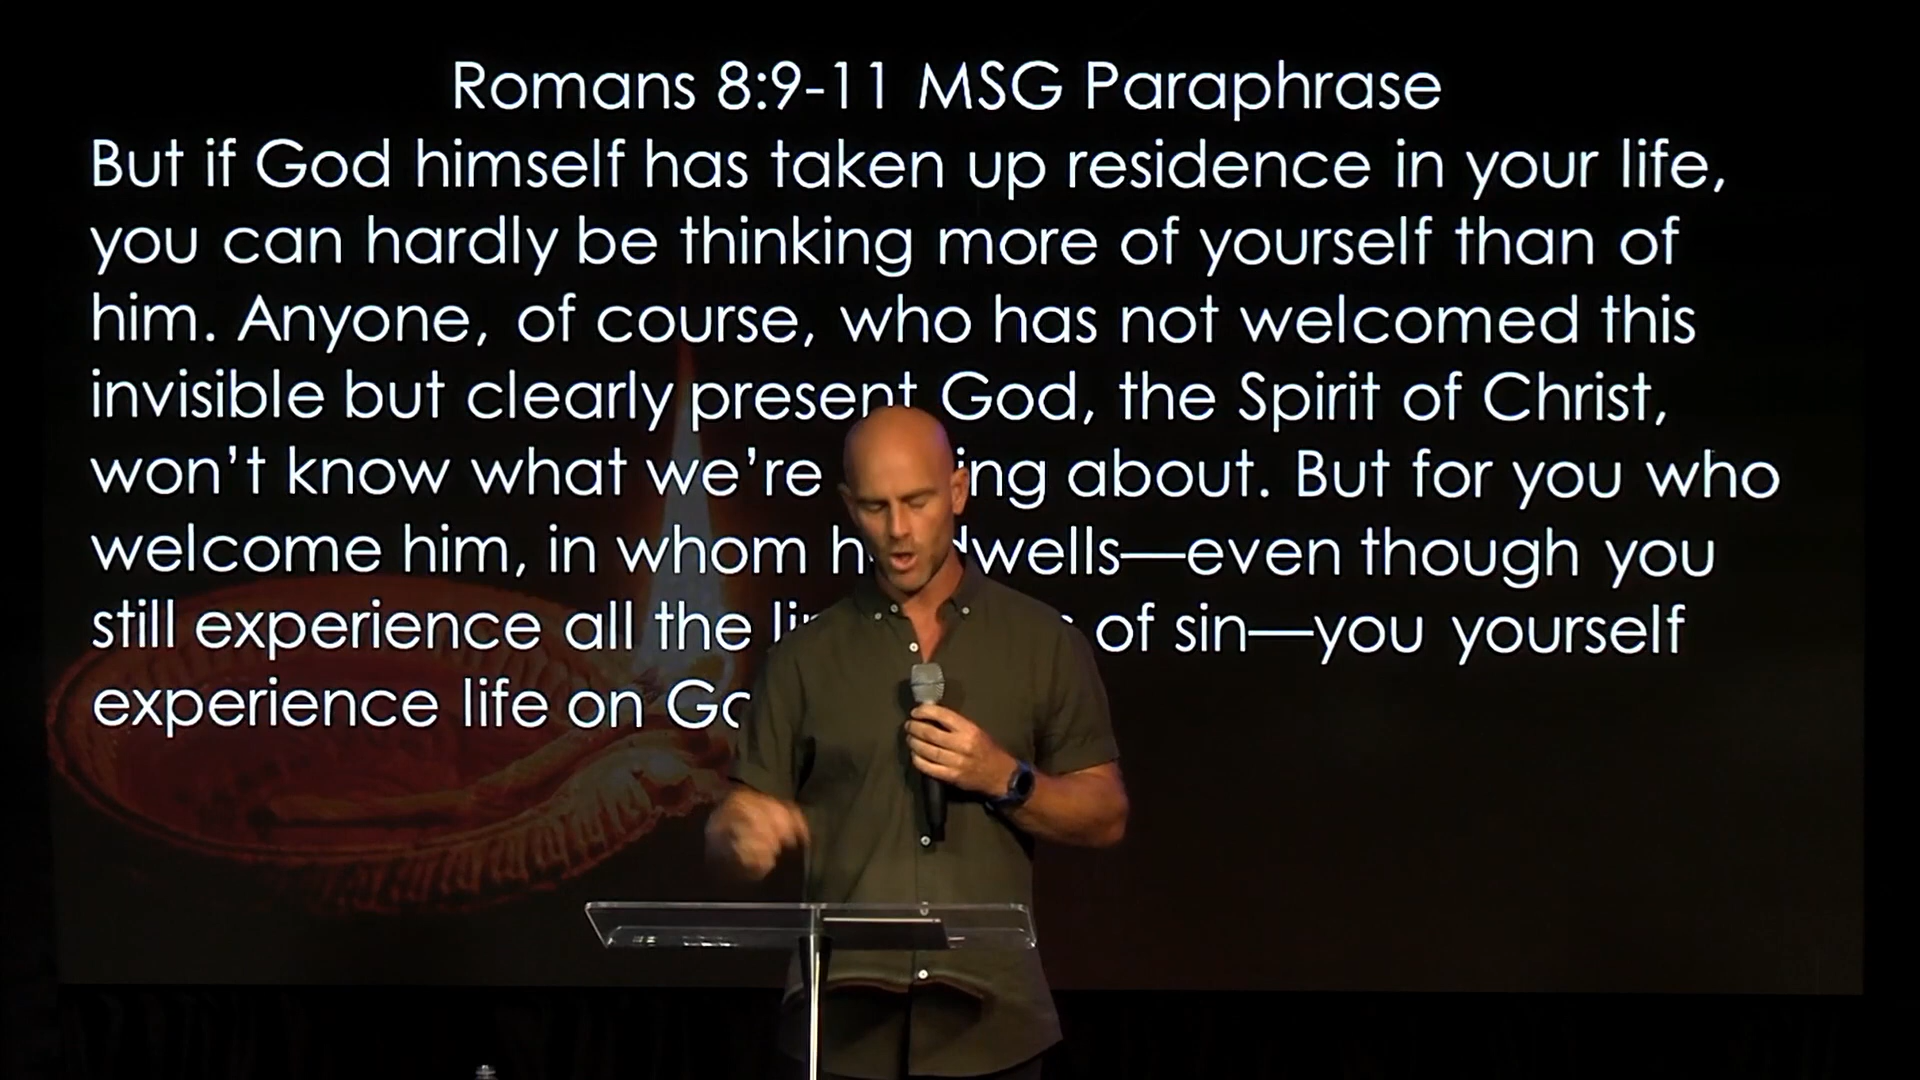 Romans 8:9-11 MSG Paraphrase
But if God himself has taken up residence in your life,
you can hardly be thinking more of yourself than of
him. Anyone, of course, who has not welcomed this
invisible but clearly present God, the Spirit of Christ,
won’t know what we’re about. But for you who
welcome him, in whom dwells—even though you
still experience all the of sin—you yourself
experience life on